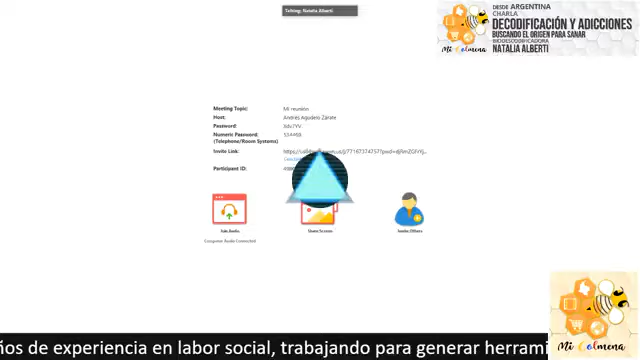 Talking: Natalia Alberti
DESDE ARGENTINA
CHARLA
DECODIFICACIÓN Y ADICCIONES
BUSCANDO EL ORIGEN PARA SANAR
BIODESCODIFICADORA
NATALIA ALBERTI
Mi Colmena
Meeting Topic: Mi reunión
Host: Andrés Agudelo Zárate
Password:
Numeric Password:
(Telephone/Room Systems)
Invite Link:
Participant ID:
Join Audio
Share Screen
Invite Others
Computer Audio Connected
ños de experiencia en labor social, trabajando para generar herrami
Mi Colmena